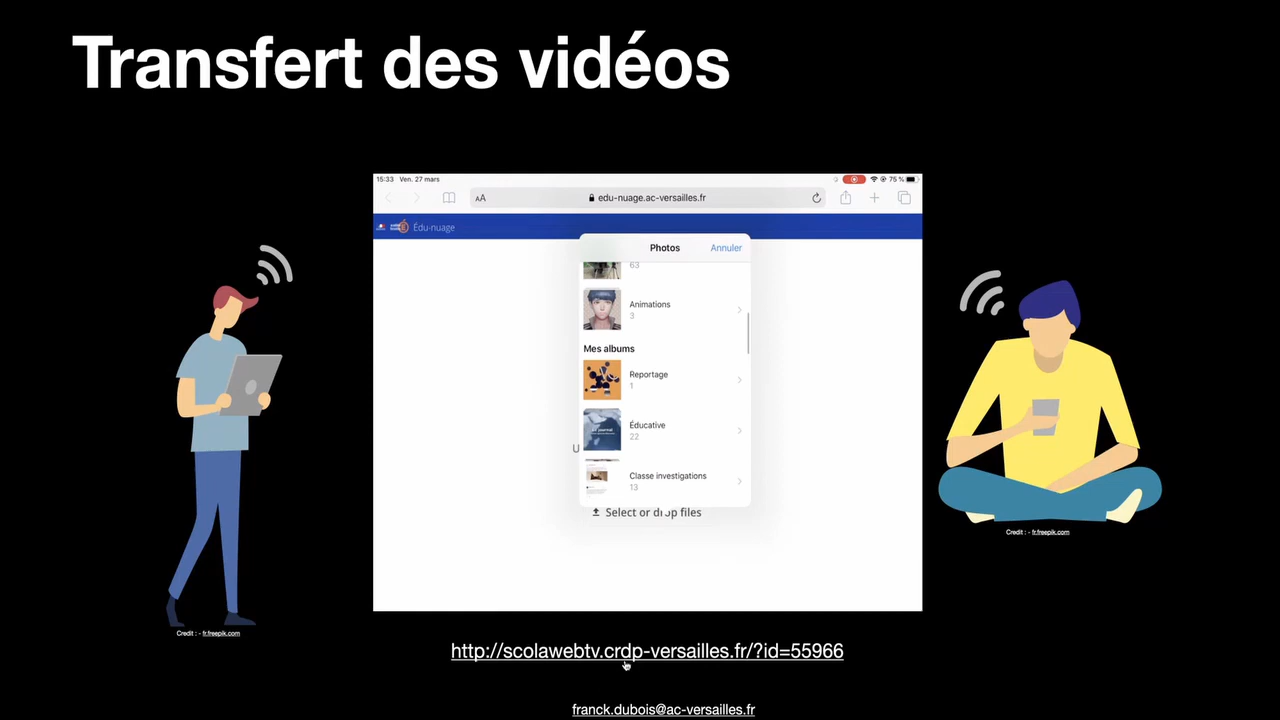 Transfert des vidéos
15:33 Ven. 27 mars
75 %
AA
edu-nuage.ac-versailles.fr
Édu-nuage
Photos
Annuler
63
Animations
3
Mes albums
Reportage
1
Éducative
22
Classe investigations
13
U
Select or drop files
Credit : - fr.freepik.com
Credit : - fr.freepik.com
http://scolawebtv.crdp-versailles.fr/?id=55966
franck.dubois@ac-versailles.fr